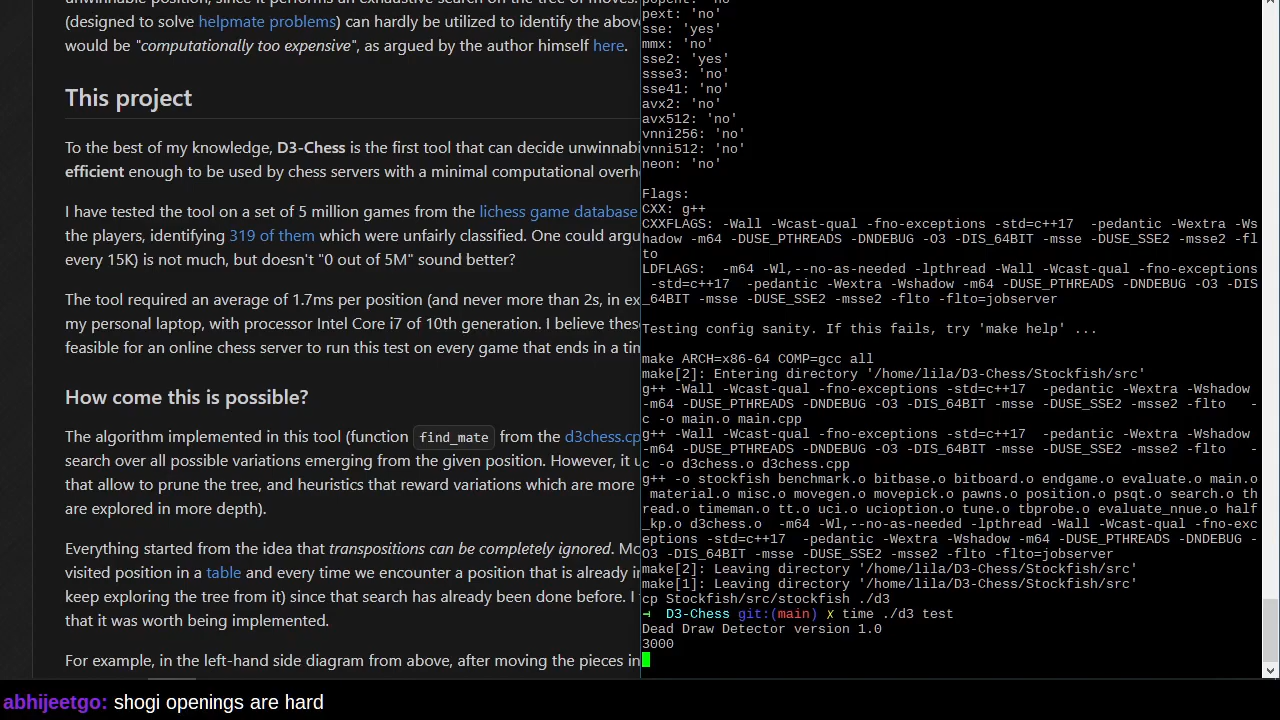 unwinnable position, since it performs an exhaustive search on the tree of moves.
(designed to solve helpmate problems) can hardly be utilized to identify the above
would be "computationally too expensive", as argued by the author himself here.
This project
To the best of my knowledge, D3-Chess is the first tool that can decide unwinnabi
efficient enough to be used by chess servers with a minimal computational overh
I have tested the tool on a set of 5 million games from the lichess game database
the players, identifying 319 of them which were unfairly classified. One could argu
every 15K) is not much, but doesn't "0 out of 5M" sound better?
The tool required an average of 1.7ms per position (and never more than 2s, in ex
my personal laptop, with processor Intel Core i7 of 10th generation. I believe these
feasible for an online chess server to run this test on every game that ends in a tin
How come this is possible?
The algorithm implemented in this tool (function find_mate from the d3chess.cp
search over all possible variations emerging from the given position. However, it u
that allow to prune the tree, and heuristics that reward variations which are more
are explored in more depth).
Everything started from the idea that transpositions can be completely ignored. Mo
visited position in a table and every time we encounter a position that is already in
keep exploring the tree from it) since that search has already been done before. I
that it was worth being implemented.
For example, in the left-hand side diagram from above, after moving the pieces in
popcnt: 'no'
pext: 'no'
sse: 'yes'
mmx: 'no'
sse2: 'yes'
ssse3: 'no'
sse41: 'no'
avx2: 'no'
avx512: 'no'
vnni256: 'no'
vnni512: 'no'
neon: 'no'
Flags:
CXX: g++
CXXFLAGS: -Wall -Wcast-qual -fno-exceptions -std=c++17  -pedantic -Wextra -Ws
hadow -m64 -DUSE_PTHREADS -DNDEBUG -O3 -DIS_64BIT -msse -DUSE_SSE2 -msse2 -fl
to
LDFLAGS:  -m64 -Wl,--no-as-needed -lpthread -Wall -Wcast-qual -fno-exceptions
 -std=c++17  -pedantic -Wextra -Wshadow -m64 -DUSE_PTHREADS -DNDEBUG -O3 -DIS
_64BIT -msse -DUSE_SSE2 -msse2 -flto -flto=jobserver
Testing config sanity. If this fails, try 'make help' ...
make ARCH=x86-64 COMP=gcc all
make[2]: Entering directory '/home/lila/D3-Chess/Stockfish/src'
g++ -Wall -Wcast-qual -fno-exceptions -std=c++17  -pedantic -Wextra -Wshadow
-m64 -DUSE_PTHREADS -DNDEBUG -O3 -DIS_64BIT -msse -DUSE_SSE2 -msse2 -flto   -
c -o main.o main.cpp
g++ -Wall -Wcast-qual -fno-exceptions -std=c++17  -pedantic -Wextra -Wshadow
-m64 -DUSE_PTHREADS -DNDEBUG -O3 -DIS_64BIT -msse -DUSE_SSE2 -msse2 -flto   -
c -o d3chess.o d3chess.cpp
g++ -o stockfish benchmark.o bitbase.o bitboard.o endgame.o evaluate.o main.o
 material.o misc.o movegen.o movepick.o pawns.o position.o psqt.o search.o th
read.o timeman.o tt.o uci.o ucioption.o tune.o tbprobe.o evaluate_nnue.o half
_kp.o d3chess.o  -m64 -Wl,--no-as-needed -lpthread -Wall -Wcast-qual -fno-exc
eptions -std=c++17  -pedantic -Wextra -Wshadow -m64 -DUSE_PTHREADS -DNDEBUG -
O3 -DIS_64BIT -msse -DUSE_SSE2 -msse2 -flto -flto=jobserver
make[2]: Leaving directory '/home/lila/D3-Chess/Stockfish/src'
make[1]: Leaving directory '/home/lila/D3-Chess/Stockfish/src'
cp Stockfish/src/stockfish ./d3
D3-Chess git:(main) ✗ time ./d3 test
Dead Draw Detector version 1.0
3000
abhijeetgo: shogi openings are hard